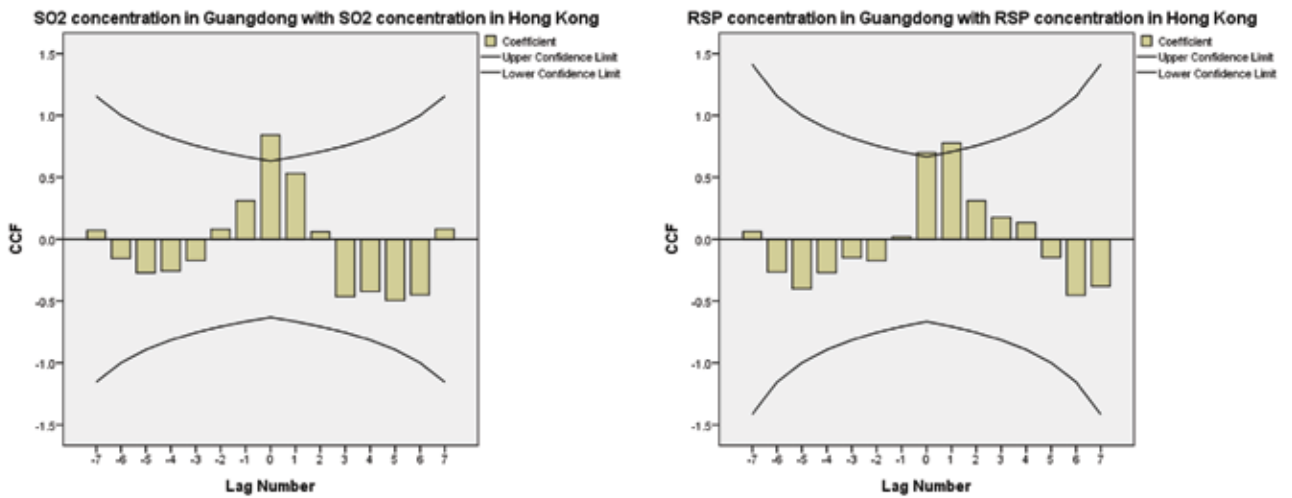 SO2 concentration in Guangdong with SO2 concentration in Hong Kong
Coefficient
Upper Confidence Limit
Lower Confidence Limit
1.5
1.0
0.5
0.0
-0.5
-1.0
-1.5
CCF
-7 -6 -5 -4 -3 -2 -1 0 1 2 3 4 5 6 7
Lag Number
RSP concentration in Guangdong with RSP concentration in Hong Kong
Coefficient
Upper Confidence Limit
Lower Confidence Limit
1.5
1.0
0.5
0.0
-0.5
-1.0
-1.5
CCF
-7 -6 -5 -4 -3 -2 -1 0 1 2 3 4 5 6 7
Lag Number